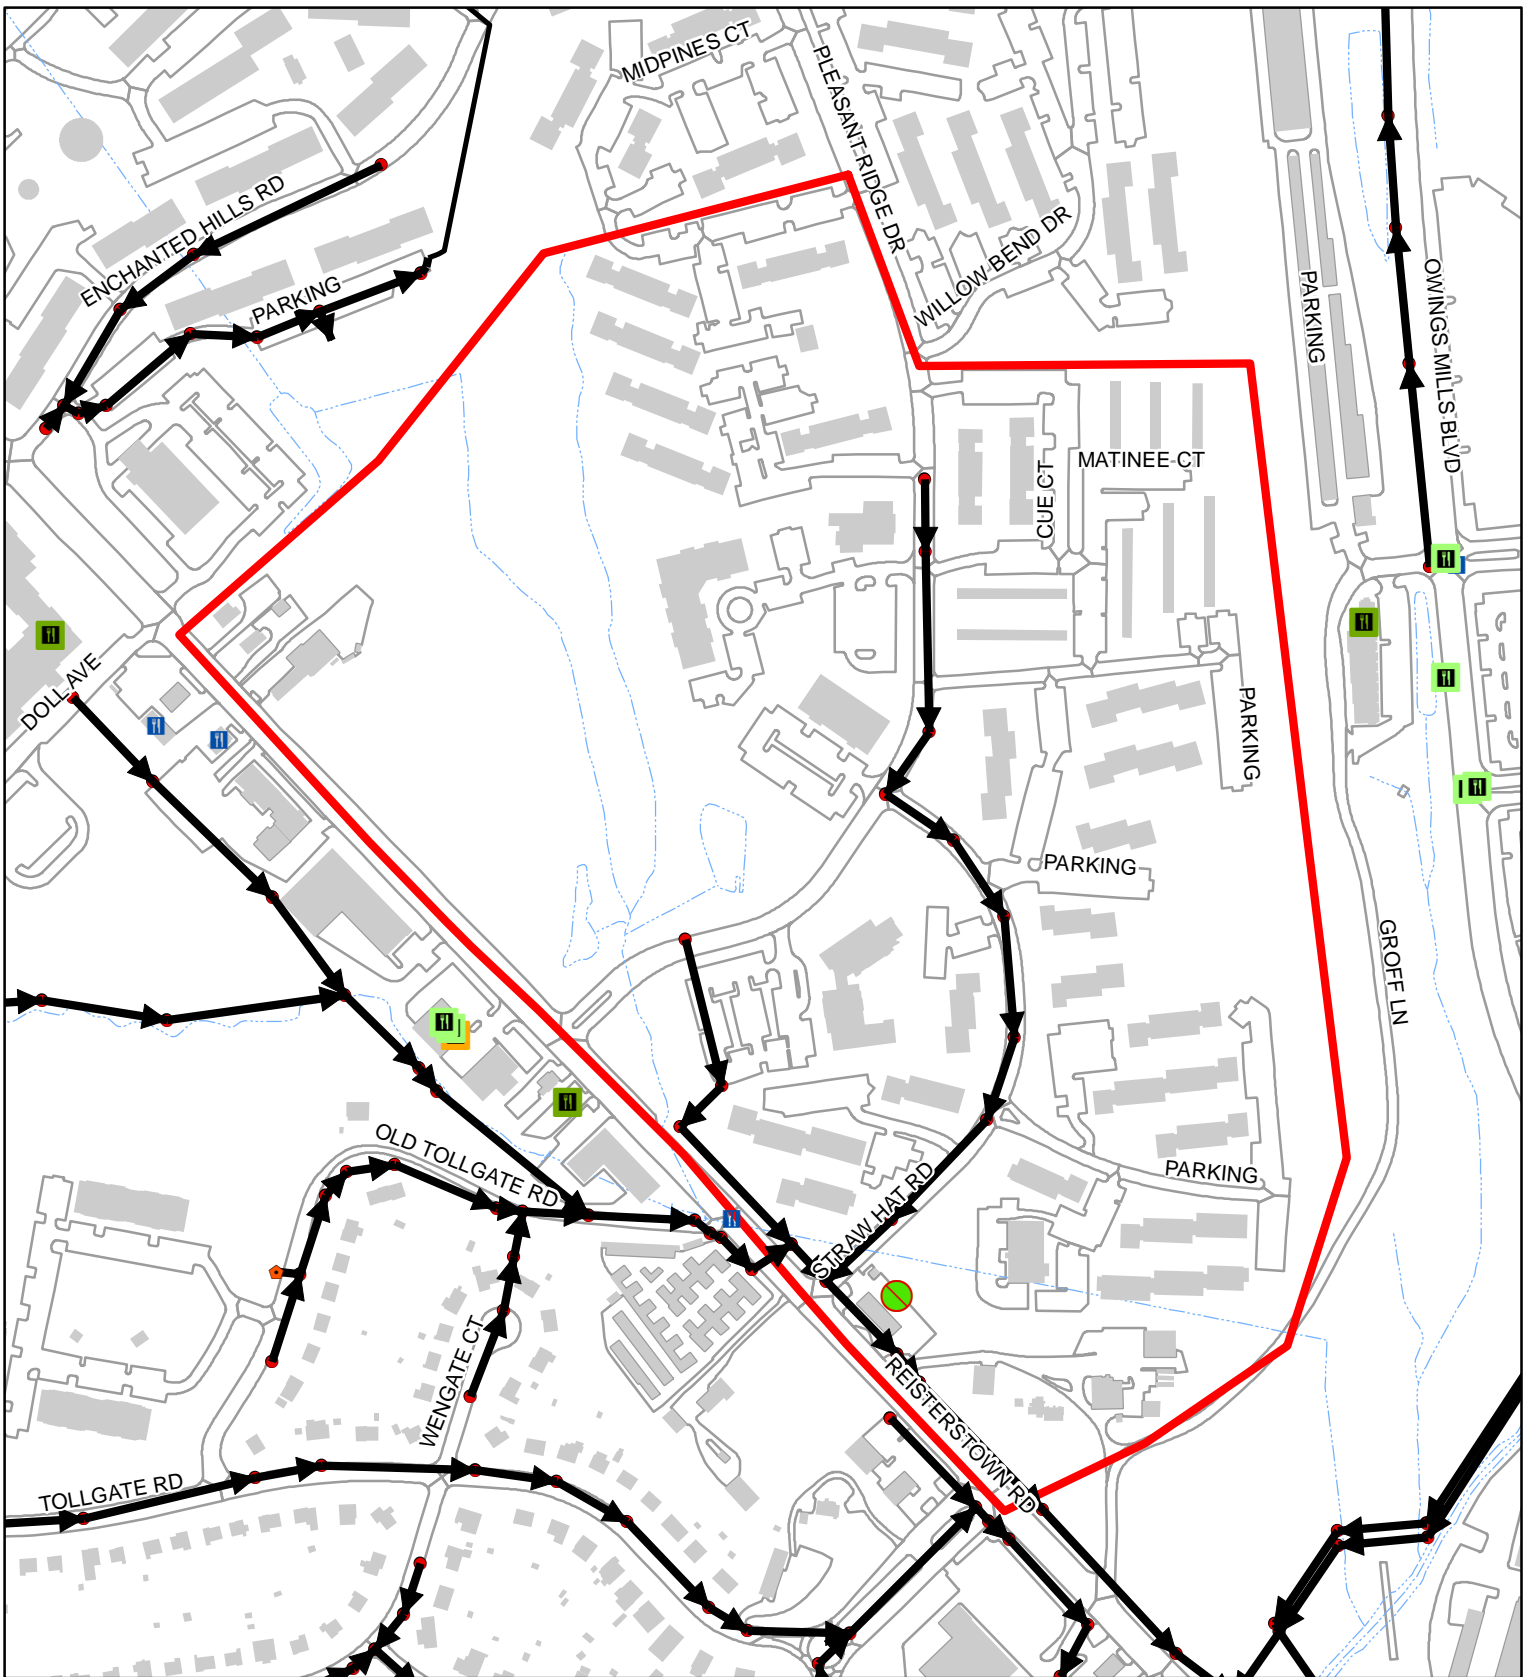 MIDPINES CT
PLEASANT RIDGE DR
ENCHANTED HILLS RD
PARKING
WILLOW BEND DR
PARKING
OWINGS MILLS BLVD
MATINEE CT
CUE CT
DOLL AVE
PARKING
PARKING
GROFF LN
OLD TOLLGATE RD
PARKING
STRAW HAT RD
WENGATE CT
REISTERSTOWN RD
TOLLGATE RD